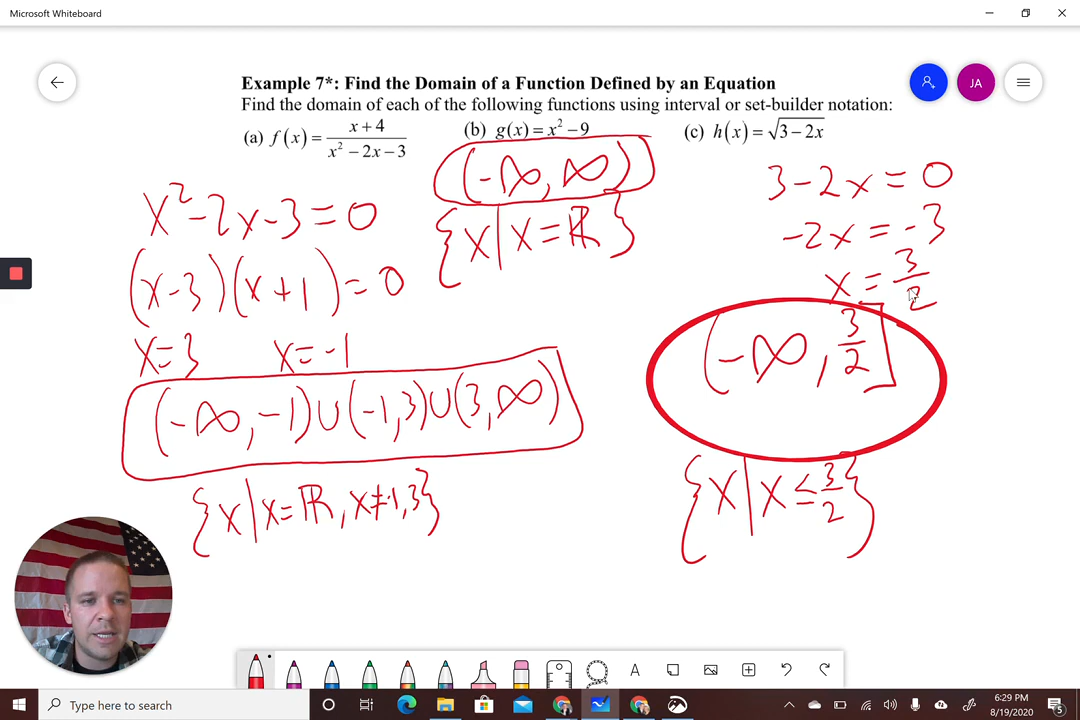 Microsoft Whiteboard
JA
Example 7*: Find the Domain of a Function Defined by an Equation
Find the domain of each of the following functions using interval or set-builder notation:
(a) f(x) = (x + 4)/(x² − 2x − 3)
(b) g(x) = x² − 9
(c) h(x) = √(3 − 2x)
x² - 2x - 3 = 0
(x - 3)(x + 1) = 0
x = 3 x = -1
(-∞, -1) ∪ (-1, 3) ∪ (3, ∞)
{x | x = ℝ, x ≠ -1, 3}
(-∞, ∞)
{x | x = ℝ}
3 - 2x = 0
-2x = -3
x = 3/2
(-∞, 3/2]
{x | x ≤ 3/2}
A
Type here to search
6:29 PM
8/19/2020
5